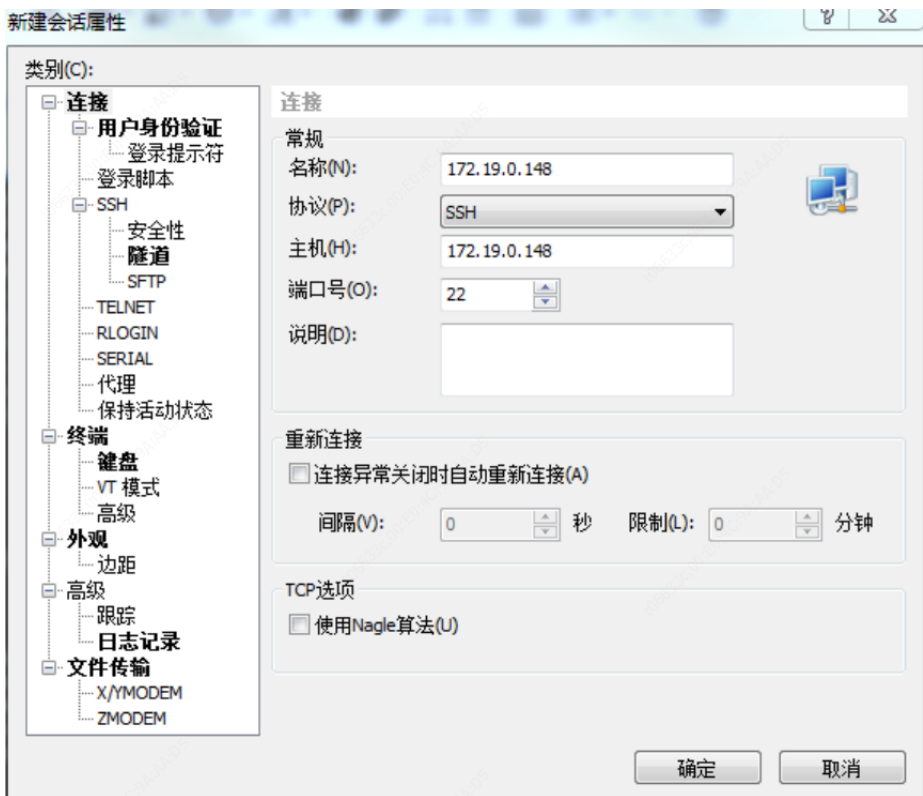 新建会话属性
类别(C):
连接
用户身份验证
登录提示符
登录脚本
SSH
安全性
隧道
SFTP
TELNET
RLOGIN
SERIAL
代理
保持活动状态
终端
键盘
VT 模式
高级
外观
边距
高级
跟踪
日志记录
文件传输
X/YMODEM
ZMODEM
连接
常规
名称(N): 172.19.0.148
协议(P): SSH
主机(H): 172.19.0.148
端口号(O): 22
说明(D):
重新连接
连接异常关闭时自动重新连接(A)
间隔(V): 0 秒 限制(L): 0 分钟
TCP选项
使用Nagle算法(U)
确定 取消